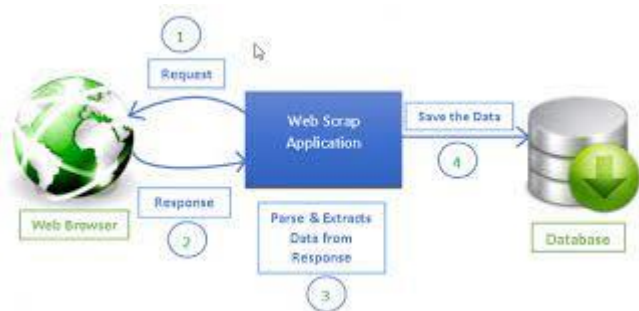 1
Request
Web Scrap
Application
Save the Data
4
Web Browser
Response
2
Parse & Extracts
Data from
Response
3
Database